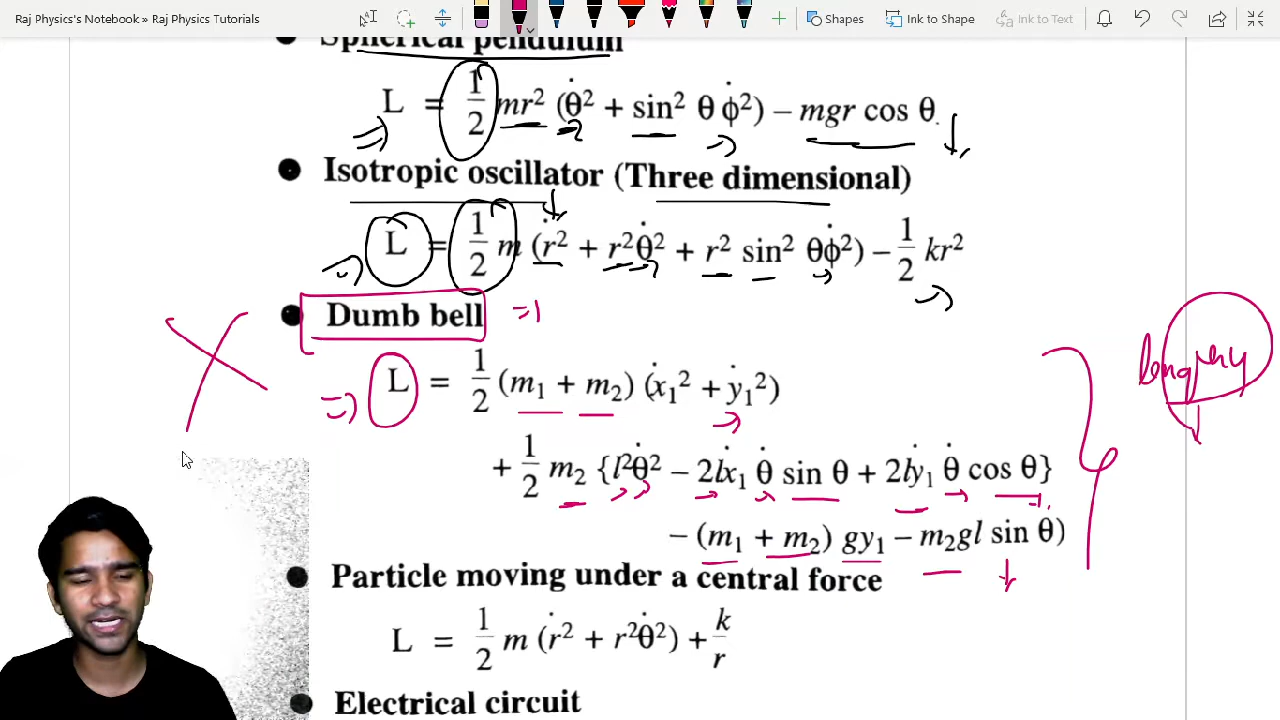 Raj Physics's Notebook » Raj Physics Tutorials
Shapes
Ink to Shape
Ink to Text
Spherical pendulum
L = 1/2 mr² (θ̇² + sin² θ φ̇²) – mgr cos θ.
Isotropic oscillator (Three dimensional)
L = 1/2 m (ṙ² + r²θ̇² + r² sin² θφ̇²) – 1/2 kr²
Dumb bell
L = 1/2 (m₁ + m₂) (ẋ₁² + ẏ₁²)
+ 1/2 m₂ {l²θ̇² – 2lẋ₁ θ̇ sin θ + 2lẏ₁ θ̇ cos θ}
– (m₁ + m₂) gy₁ – m₂gl sin θ)
Particle moving under a central force
L = 1/2 m (ṙ² + r²θ̇²) + k/r
Electrical circuit